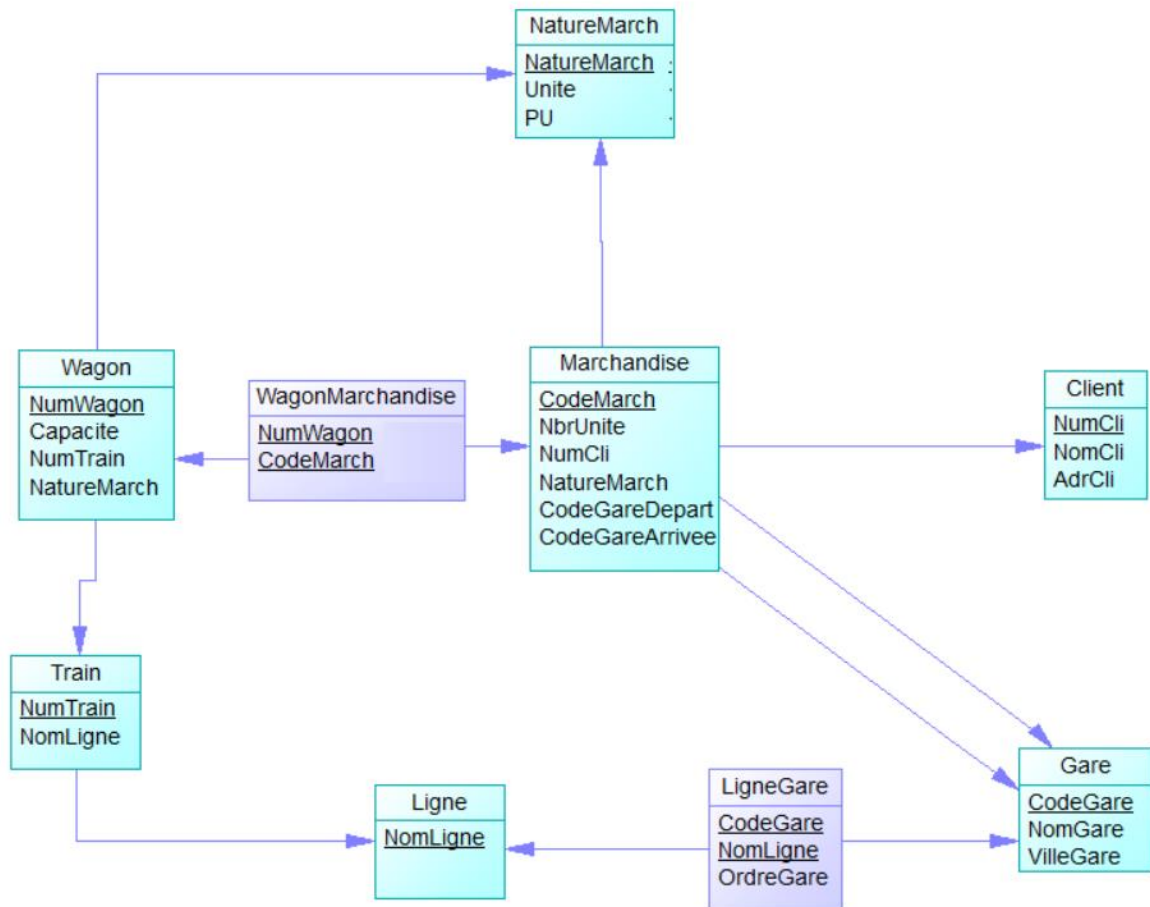 NatureMarch
NatureMarch
Unite
PU
Wagon
NumWagon
Capacite
NumTrain
NatureMarch
WagonMarchandise
NumWagon
CodeMarch
Marchandise
CodeMarch
NbrUnite
NumCli
NatureMarch
CodeGareDepart
CodeGareArrivee
Client
NumCli
NomCli
AdrCli
Train
NumTrain
NomLigne
Ligne
NomLigne
LigneGare
CodeGare
NomLigne
OrdreGare
Gare
CodeGare
NomGare
VilleGare